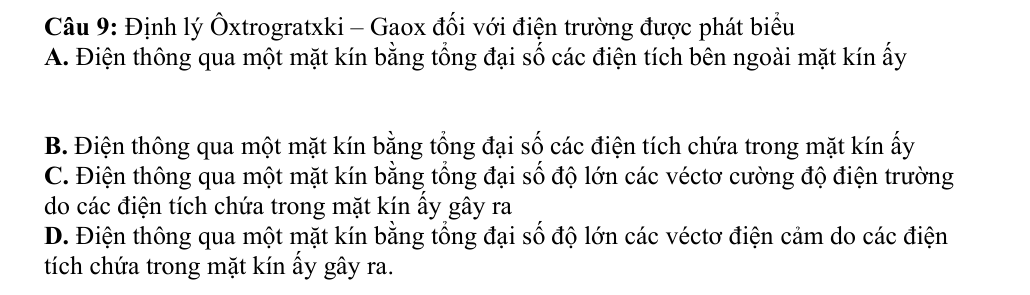 Câu 9: Định lý Ôxtrogratxki – Gaox đối với điện trường được phát biểu
A. Điện thông qua một mặt kín bằng tổng đại số các điện tích bên ngoài mặt kín ấy
B. Điện thông qua một mặt kín bằng tổng đại số các điện tích chứa trong mặt kín ấy
C. Điện thông qua một mặt kín bằng tổng đại số độ lớn các véctơ cường độ điện trường
do các điện tích chứa trong mặt kín ấy gây ra
D. Điện thông qua một mặt kín bằng tổng đại số độ lớn các véctơ điện cảm do các điện
tích chứa trong mặt kín ấy gây ra.